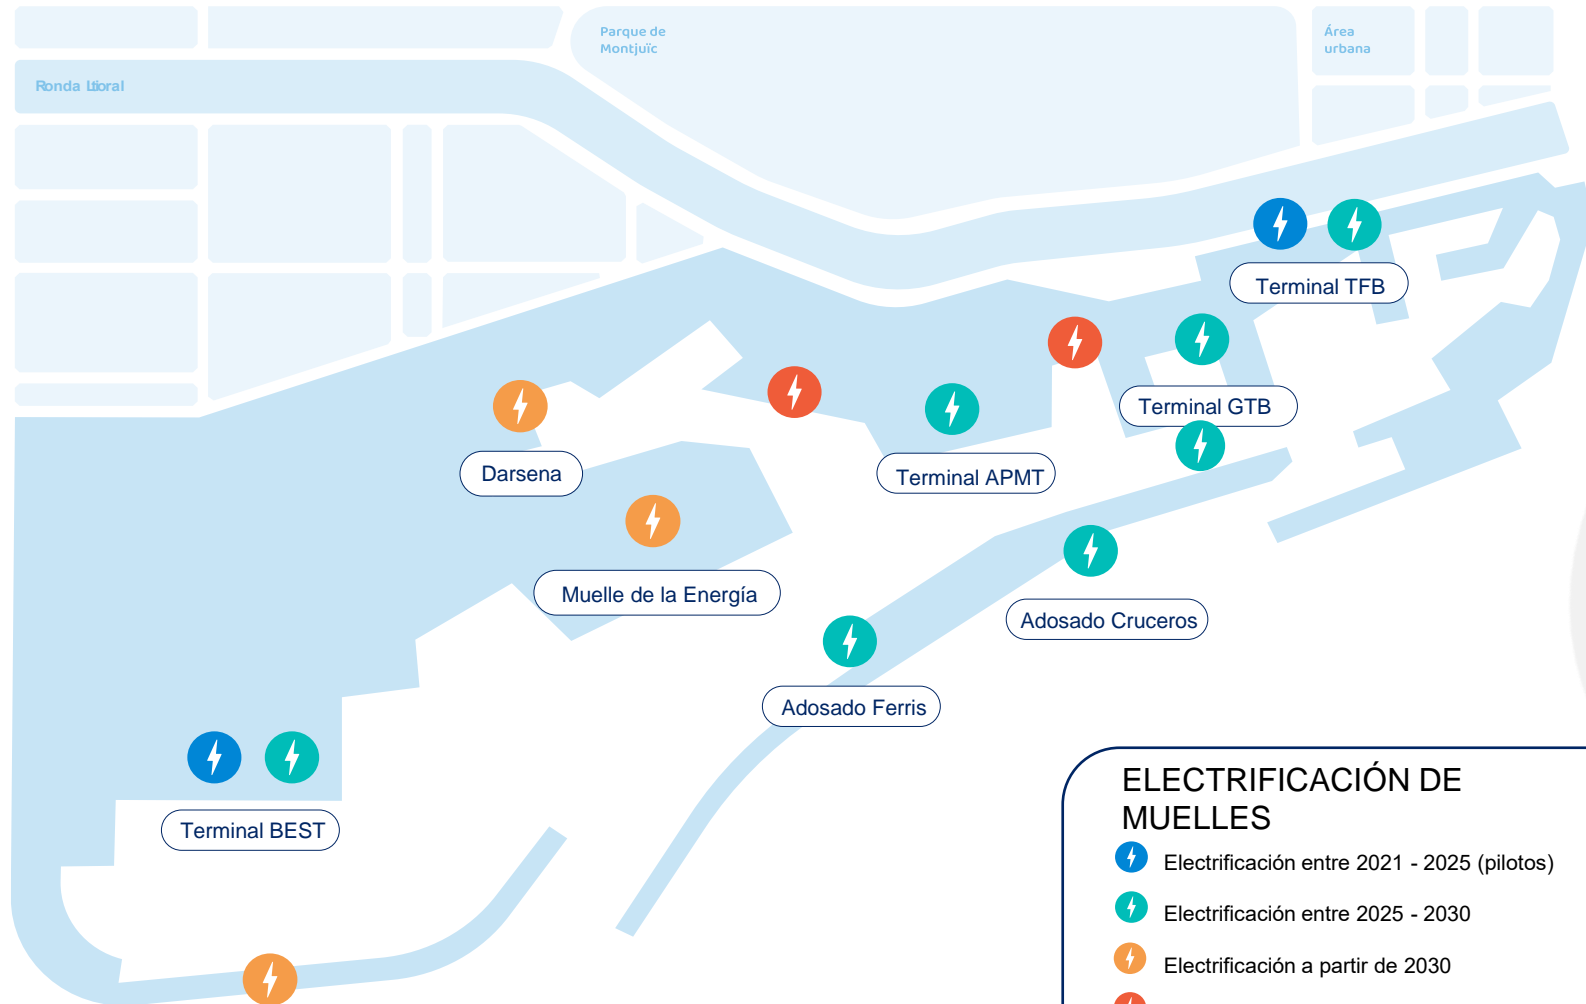 Parque de
Montjuïc
Área
urbana
Ronda Ltioral
Terminal TFB
Terminal GTB
Darsena
Terminal APMT
Muelle de la Energía
Adosado Cruceros
Adosado Ferris
Terminal BEST
ELECTRIFICACIÓN DE
MUELLES
Electrificación entre 2021 - 2025 (pilotos)
Electrificación entre 2025 - 2030
Electrificación a partir de 2030